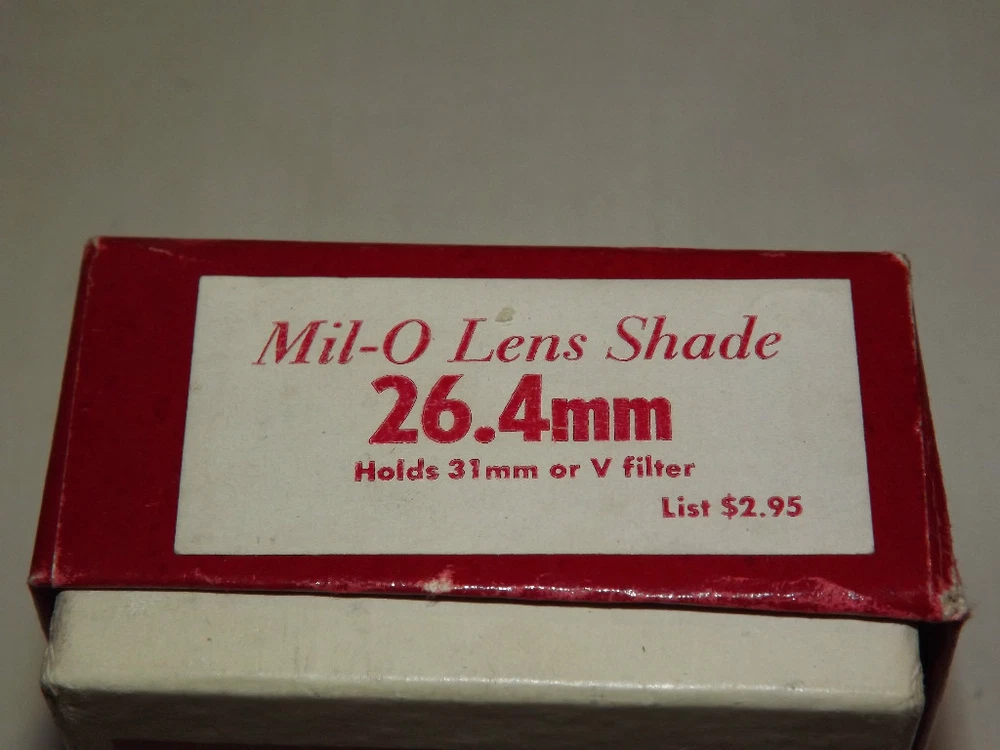 Mil-O Lens Shade
26.4mm
Holds 31mm or V filter
List $2.95